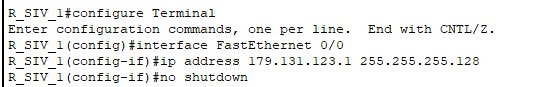 R_SIV_1#configure Terminal
Enter configuration commands, one per line.  End with CNTL/Z.
R_SIV_1(config)#interface FastEthernet 0/0
R_SIV_1(config-if)#ip address 179.131.123.1 255.255.255.128
R_SIV_1(config-if)#no shutdown